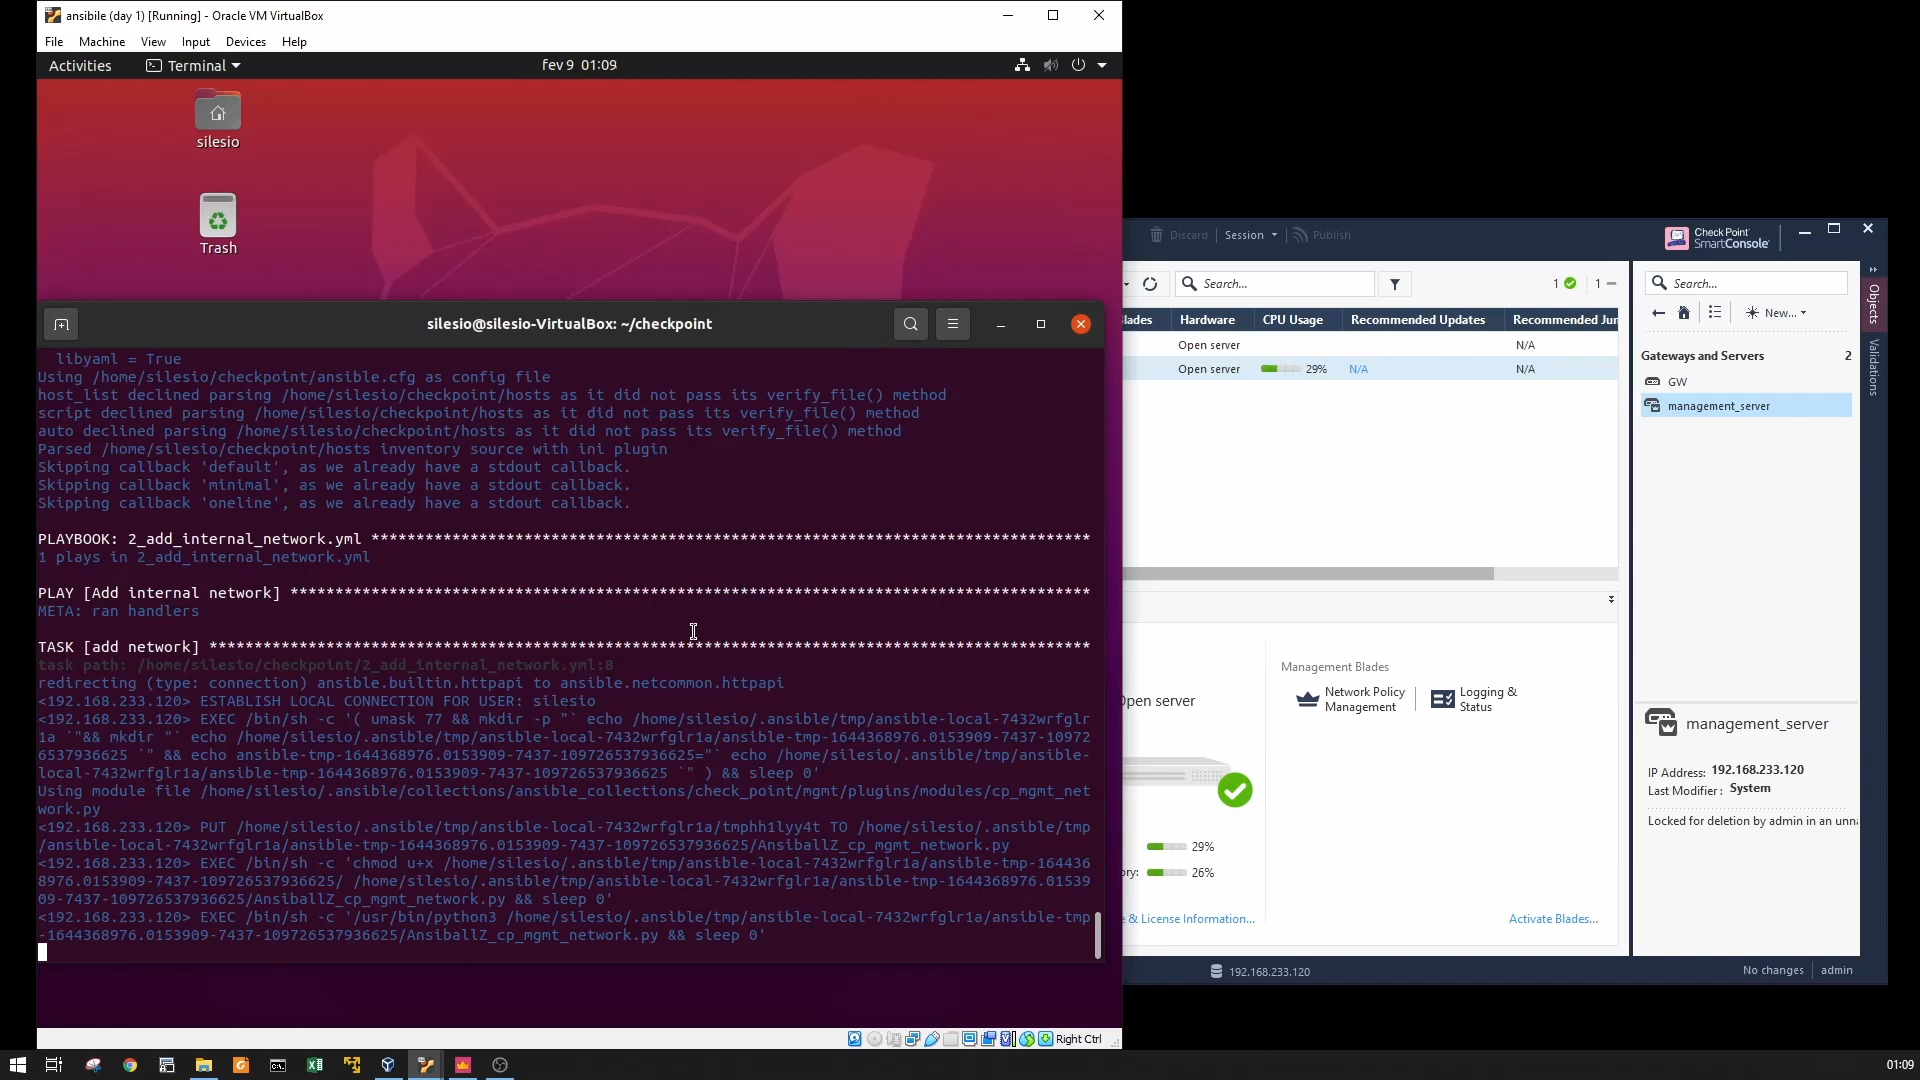 ansibile (day 1) [Running] - Oracle VM VirtualBox
File Machine View Input Devices Help
Activities Terminal fev 9 01:09
silesio
Trash
silesio@silesio-VirtualBox: ~/checkpoint
libyaml = True
Using /home/silesio/checkpoint/ansible.cfg as config file
host_list declined parsing /home/silesio/checkpoint/hosts as it did not pass its verify_file() method
script declined parsing /home/silesio/checkpoint/hosts as it did not pass its verify_file() method
auto declined parsing /home/silesio/checkpoint/hosts as it did not pass its verify_file() method
Parsed /home/silesio/checkpoint/hosts inventory source with ini plugin
Skipping callback 'default', as we already have a stdout callback.
Skipping callback 'minimal', as we already have a stdout callback.
Skipping callback 'oneline', as we already have a stdout callback.
PLAYBOOK: 2_add_internal_network.yml ********************************************************************************
1 plays in 2_add_internal_network.yml
PLAY [Add internal network] *****************************************************************************************
META: ran handlers
TASK [add network] **************************************************************************************************
task path: /home/silesio/checkpoint/2_add_internal_network.yml:8
redirecting (type: connection) ansible.builtin.httpapi to ansible.netcommon.httpapi
<192.168.233.120> ESTABLISH LOCAL CONNECTION FOR USER: silesio
<192.168.233.120> EXEC /bin/sh -c '( umask 77 && mkdir -p "` echo /home/silesio/.ansible/tmp/ansible-local-7432wrfglr
1a `"&& mkdir "` echo /home/silesio/.ansible/tmp/ansible-local-7432wrfglr1a/ansible-tmp-1644368976.0153909-7437-10972
6537936625 `" && echo ansible-tmp-1644368976.0153909-7437-109726537936625="` echo /home/silesio/.ansible/tmp/ansible-
local-7432wrfglr1a/ansible-tmp-1644368976.0153909-7437-109726537936625 `" ) && sleep 0'
Using module file /home/silesio/.ansible/collections/ansible_collections/check_point/mgmt/plugins/modules/cp_mgmt_net
work.py
<192.168.233.120> PUT /home/silesio/.ansible/tmp/ansible-local-7432wrfglr1a/tmphh1lyy4t TO /home/silesio/.ansible/tmp
/ansible-local-7432wrfglr1a/ansible-tmp-1644368976.0153909-7437-109726537936625/AnsiballZ_cp_mgmt_network.py
<192.168.233.120> EXEC /bin/sh -c 'chmod u+x /home/silesio/.ansible/tmp/ansible-local-7432wrfglr1a/ansible-tmp-164436
8976.0153909-7437-109726537936625/ /home/silesio/.ansible/tmp/ansible-local-7432wrfglr1a/ansible-tmp-1644368976.01539
09-7437-109726537936625/AnsiballZ_cp_mgmt_network.py && sleep 0'
<192.168.233.120> EXEC /bin/sh -c '/usr/bin/python3 /home/silesio/.ansible/tmp/ansible-local-7432wrfglr1a/ansible-tmp
-1644368976.0153909-7437-109726537936625/AnsiballZ_cp_mgmt_network.py && sleep 0'
Right Ctrl
Discard Session Publish
Check Point
SmartConsole
Search... 1 1
lades Hardware CPU Usage Recommended Updates Recommended Jum
Open server N/A
Open server 29% N/A N/A
Open server
29%
ory: 26%
e & License Information...
Management Blades
Network Policy
Management
Logging &
Status
Activate Blades...
Search...
New...
Gateways and Servers 2
GW
management_server
Objects
Validations
management_server
IP Address: 192.168.233.120
Last Modifier: System
Locked for deletion by admin in an unn
192.168.233.120
No changes admin
01:09